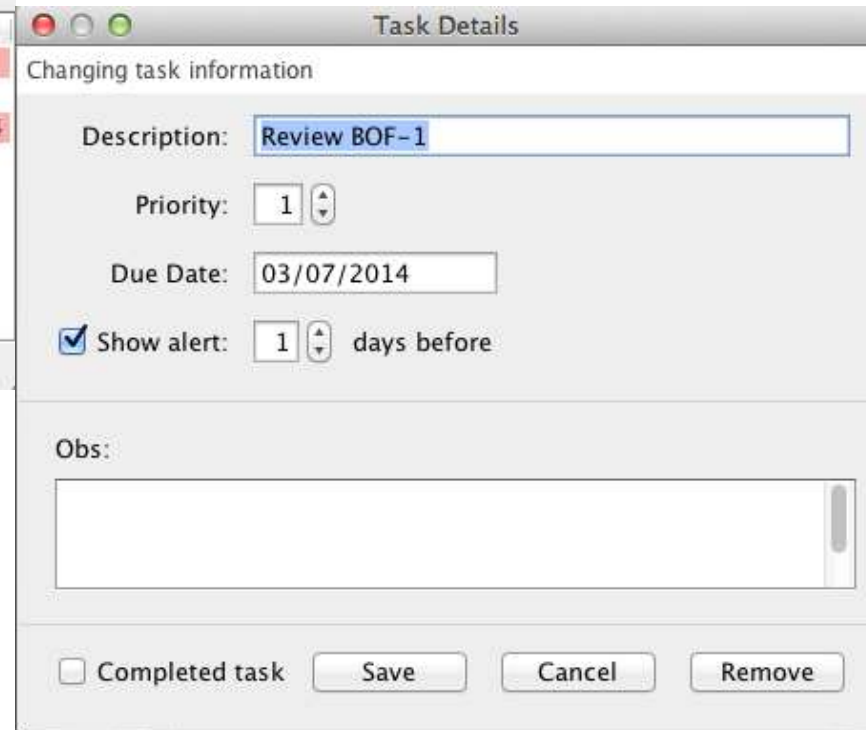 Task Details
Changing task information
Description: Review BOF-1
Priority: 1
Due Date: 03/07/2014
Show alert: 1 days before
Obs:
Completed task Save Cancel Remove